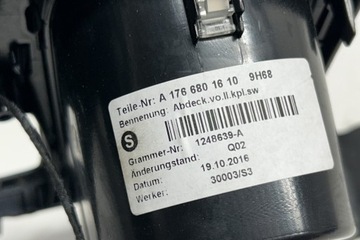 Teile-Nr: A 176 680 16 10 9H68
Benennung: Abdeck.vo.ll.kpl.sw
S
Grammer-Nr: 1248639-A
Änderungstand: Q02
Datum: 19.10.2016
Werker: 30003/S3